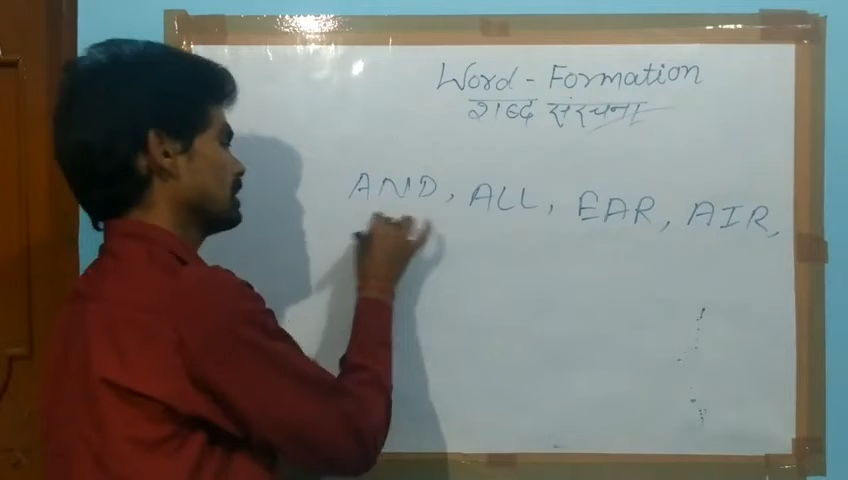 Word - Formation
शब्द संरचना
AND, ALL, EAR, AIR,